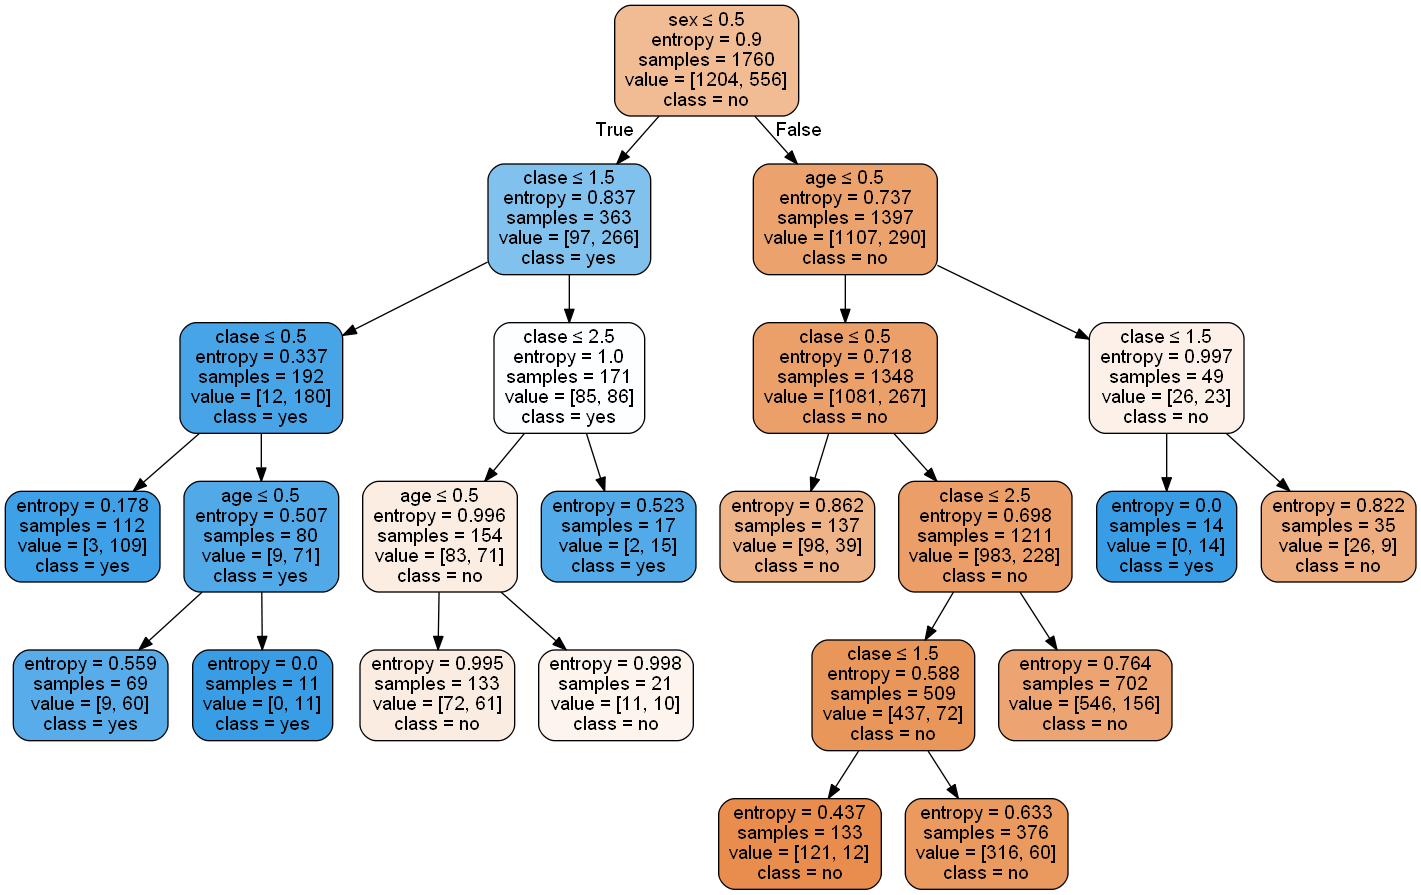 sex ≤ 0.5
entropy = 0.9
samples = 1760
value = [1204, 556]
class = no
True
False
clase ≤ 1.5
entropy = 0.837
samples = 363
value = [97, 266]
class = yes
age ≤ 0.5
entropy = 0.737
samples = 1397
value = [1107, 290]
class = no
clase ≤ 0.5
entropy = 0.337
samples = 192
value = [12, 180]
class = yes
clase ≤ 2.5
entropy = 1.0
samples = 171
value = [85, 86]
class = yes
clase ≤ 0.5
entropy = 0.718
samples = 1348
value = [1081, 267]
class = no
clase ≤ 1.5
entropy = 0.997
samples = 49
value = [26, 23]
class = no
entropy = 0.178
samples = 112
value = [3, 109]
class = yes
age ≤ 0.5
entropy = 0.507
samples = 80
value = [9, 71]
class = yes
age ≤ 0.5
entropy = 0.996
samples = 154
value = [83, 71]
class = no
entropy = 0.523
samples = 17
value = [2, 15]
class = yes
entropy = 0.862
samples = 137
value = [98, 39]
class = no
clase ≤ 2.5
entropy = 0.698
samples = 1211
value = [983, 228]
class = no
entropy = 0.0
samples = 14
value = [0, 14]
class = yes
entropy = 0.822
samples = 35
value = [26, 9]
class = no
entropy = 0.559
samples = 69
value = [9, 60]
class = yes
entropy = 0.0
samples = 11
value = [0, 11]
class = yes
entropy = 0.995
samples = 133
value = [72, 61]
class = no
entropy = 0.998
samples = 21
value = [11, 10]
class = no
clase ≤ 1.5
entropy = 0.588
samples = 509
value = [437, 72]
class = no
entropy = 0.764
samples = 702
value = [546, 156]
class = no
entropy = 0.437
samples = 133
value = [121, 12]
class = no
entropy = 0.633
samples = 376
value = [316, 60]
class = no